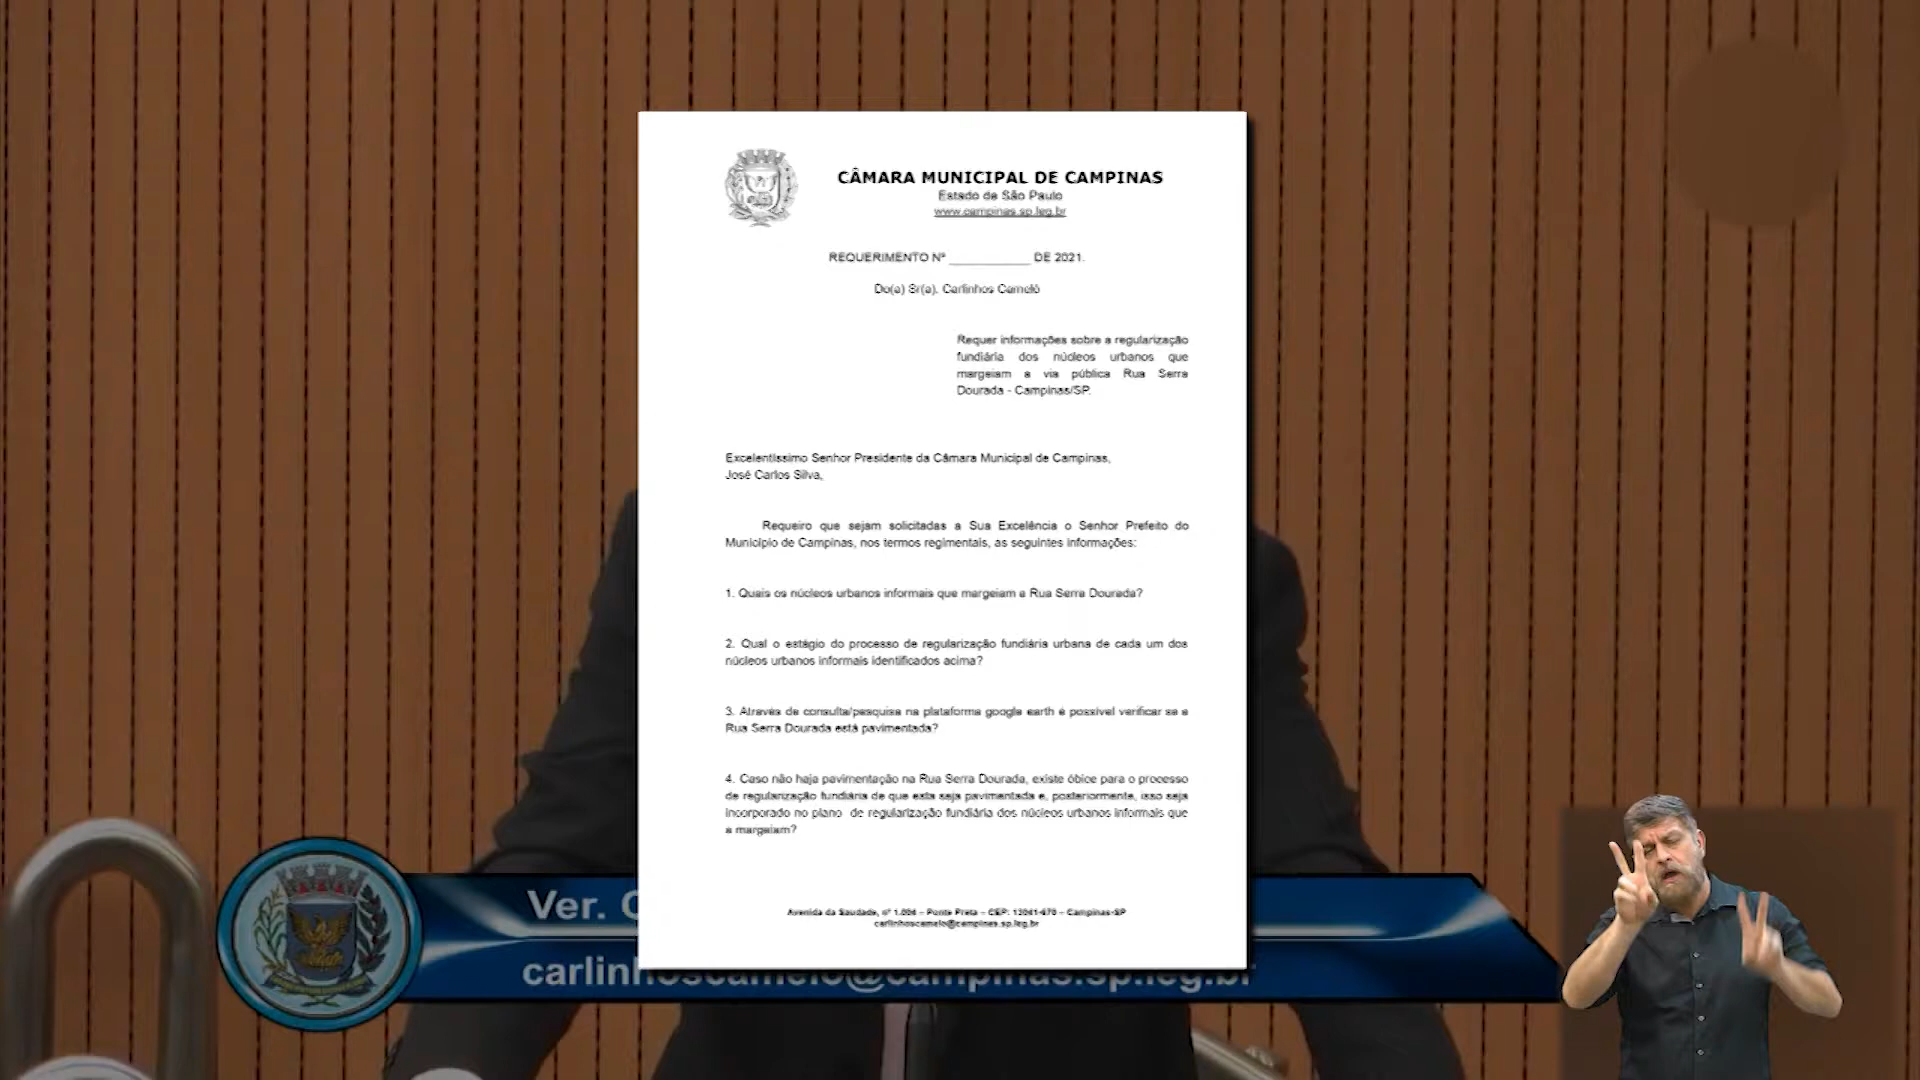 CÂMARA MUNICIPAL DE CAMPINAS
Estado de São Paulo
www.campinas.sp.leg.br
REQUERIMENTO Nº ____________ DE 2021.
Do(a) Sr(a). Carlinhos Camelô
Requer informações sobre a regularização
fundiária dos núcleos urbanos que
margeiam a via pública Rua Serra
Dourada - Campinas/SP.
Excelentíssimo Senhor Presidente da Câmara Municipal de Campinas,
José Carlos Silva,
Requeiro que sejam solicitadas a Sua Excelência o Senhor Prefeito do
Município de Campinas, nos termos regimentais, as seguintes informações:
1. Quais os núcleos urbanos informais que margeiam a Rua Serra Dourada?
2. Qual o estágio do processo de regularização fundiária urbana de cada um dos
núcleos urbanos informais identificados acima?
3. Através de consulta/pesquisa na plataforma google earth é possível verificar se a
Rua Serra Dourada está pavimentada?
4. Caso não haja pavimentação na Rua Serra Dourada, existe óbice para o processo
de regularização fundiária de que esta seja pavimentada e, posteriormente, isso seja
incorporado no plano de regularização fundiária dos núcleos urbanos informais que
a margeiam?
Avenida da Saudade, nº 1.004 – Ponte Preta – CEP: 13041-670 – Campinas-SP
carlinhoscamelo@campinas.sp.leg.br
Ver. C
carlinhoscamelo@campinas.sp.leg.br